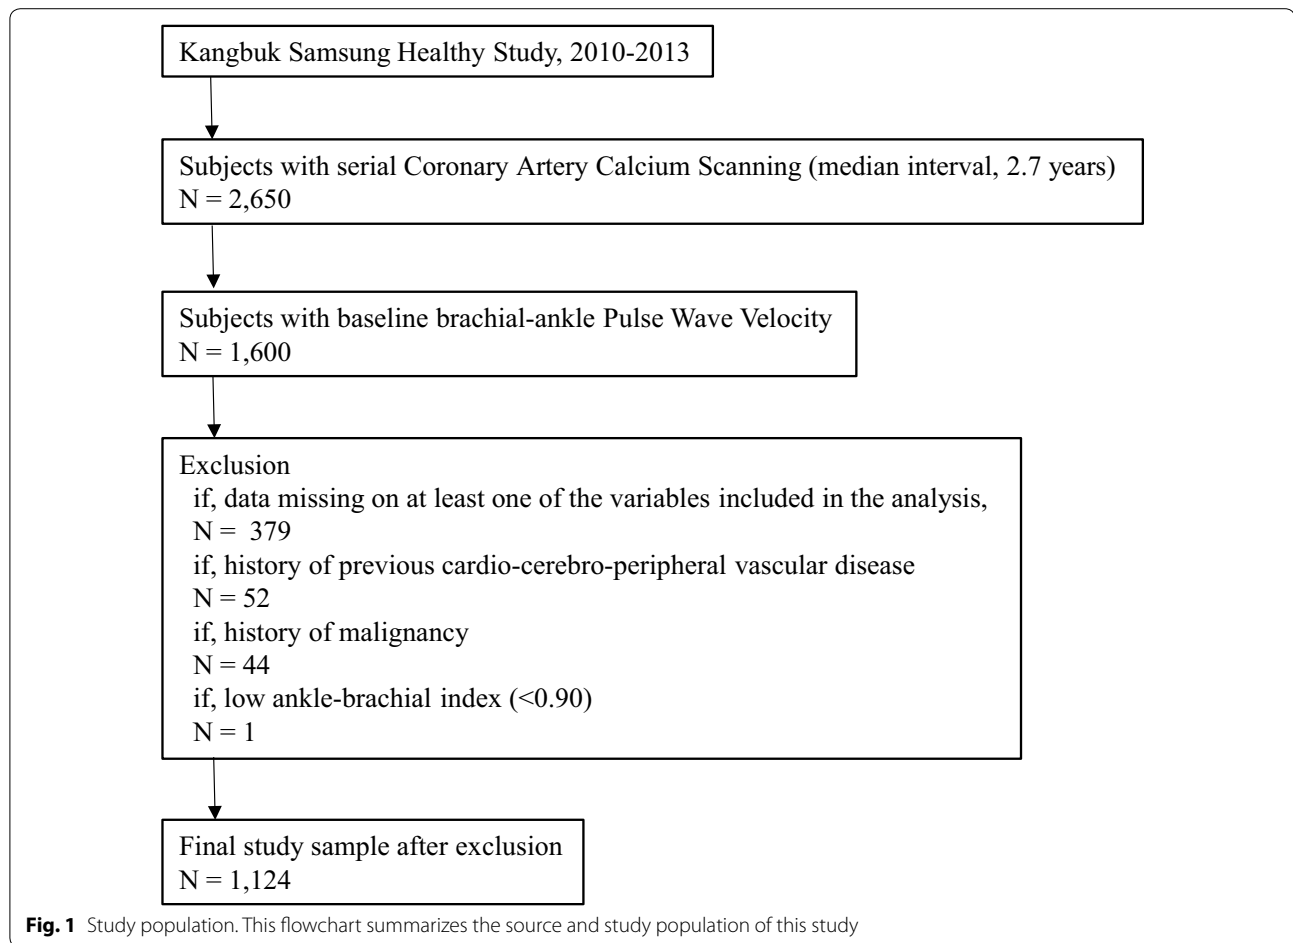 Kangbuk Samsung Healthy Study, 2010-2013
Subjects with serial Coronary Artery Calcium Scanning (median interval, 2.7 years)
N = 2,650
Subjects with baseline brachial-ankle Pulse Wave Velocity
N = 1,600
Exclusion
if, data missing on at least one of the variables included in the analysis,
N = 379
if, history of previous cardio-cerebro-peripheral vascular disease
N = 52
if, history of malignancy
N = 44
if, low ankle-brachial index (<0.90)
N = 1
Final study sample after exclusion
N = 1,124
Fig. 1 Study population. This flowchart summarizes the source and study population of this study